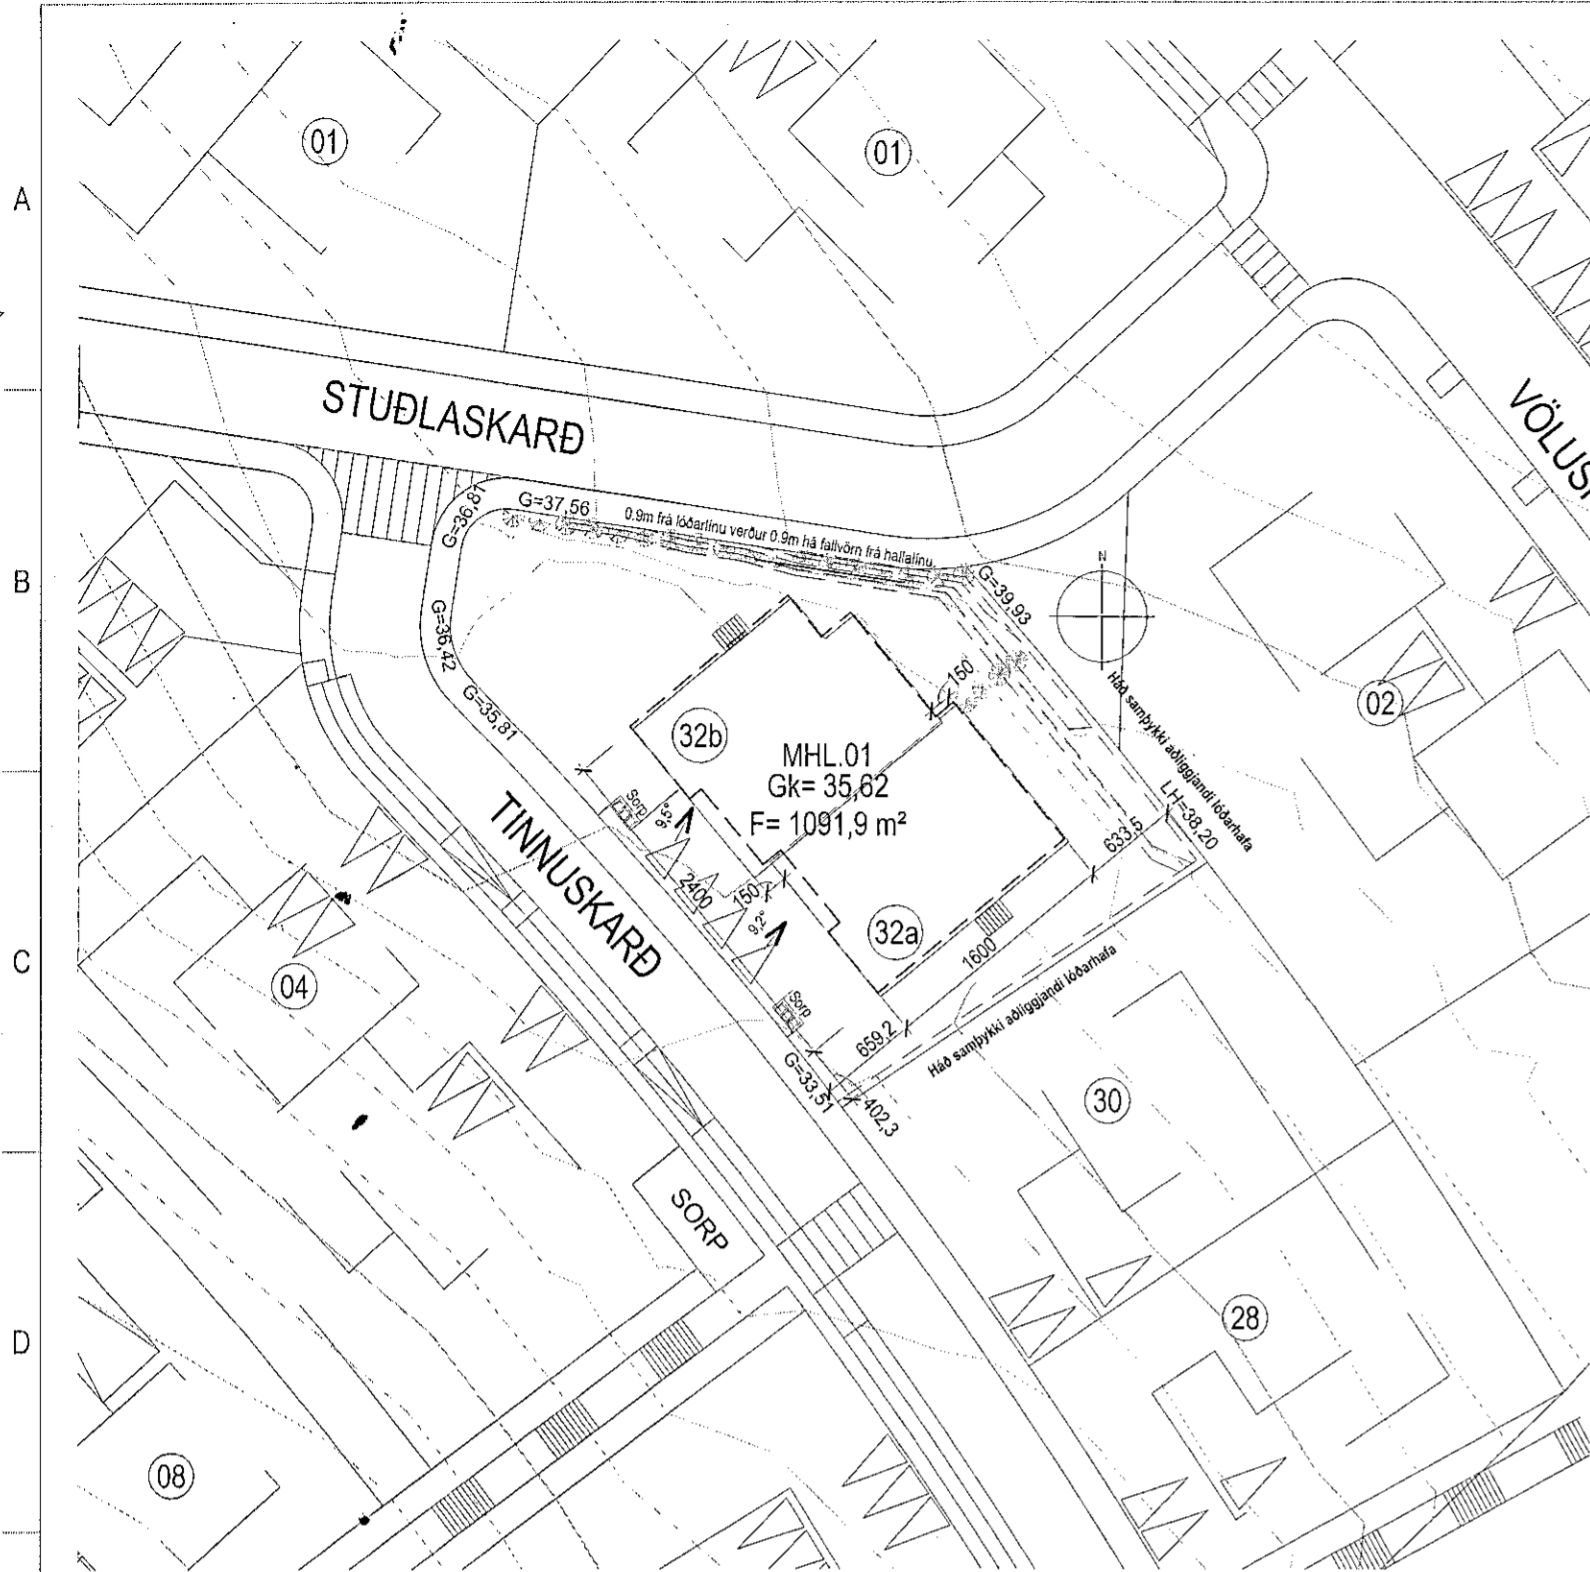 01
01
A
STUÐLASKARÐ
VÖLUS
G=36,81
G=37,56
0.9m frá lóðarlínu verður 0.9m há fallvörn frá hallalínu.
N
G=39,93
B
G=36,42
150
Háð samþykki aðliggjandi lóðarhafa
02
G=35,81
32b
MHL.01
Gk= 35,62
F= 1091,9 m²
Sorp
9,5°
TINNUSKARÐ
LH=38,20
633,5
2400
150
9,2°
32a
1600
C
04
Sorp
659,2
Háð samþykki aðliggjandi lóðarhafa
G=33,51
402,3
30
SORP
28
D
08